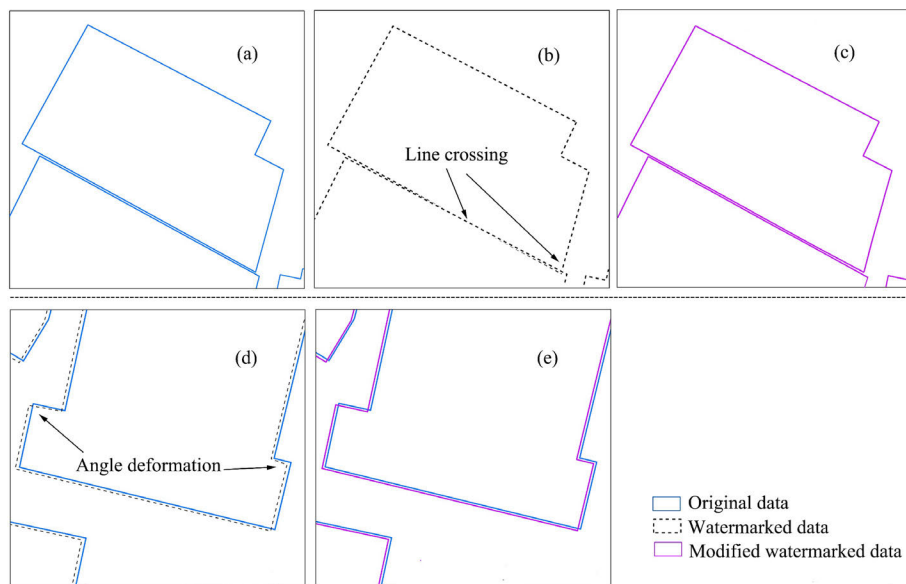 (a)
(b)
(c)
Line crossing
(d)
(e)
Angle deformation
Original data
Watermarked data
Modified watermarked data